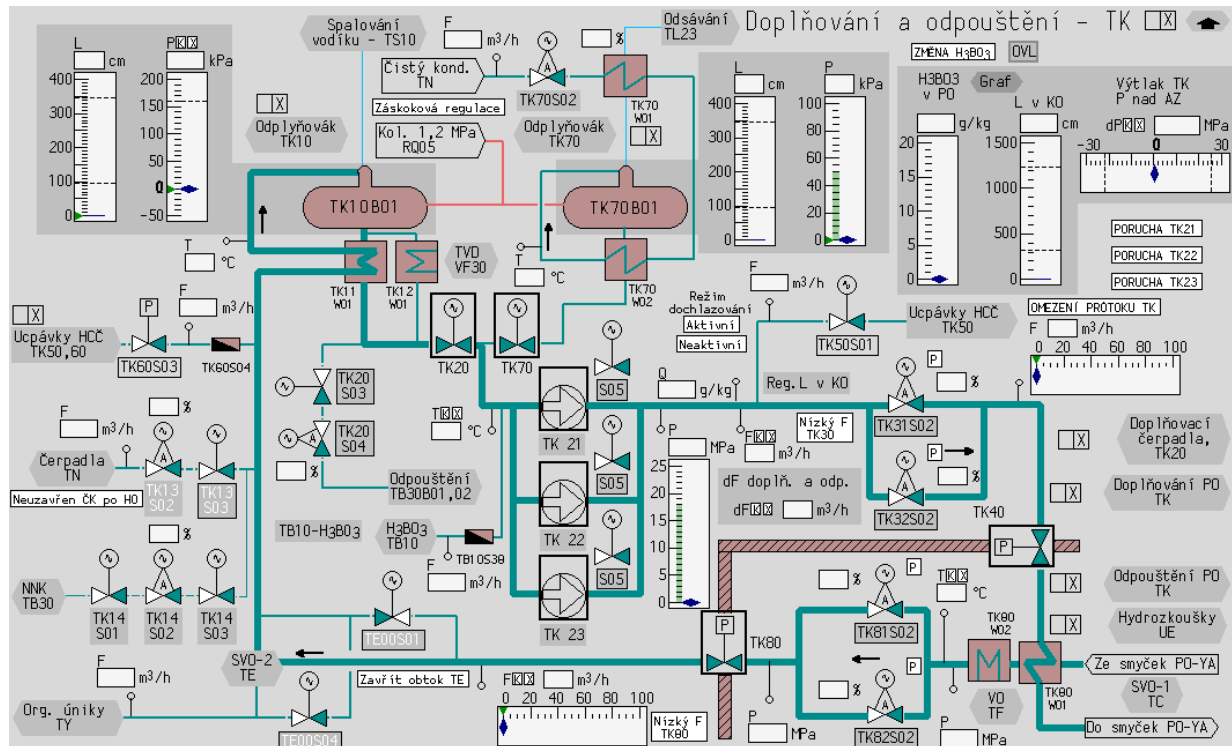 Doplňování a odpouštění - TK
X
Spalování
vodíku - TS10
F
m³/h
%
Odsávání
TL23
ZMĚNA H₃BO₃
OVL
L
cm
P K X
kPa
Čistý kond.
TN
TK70S02
TK70
W01
Záskoková regulace
Kol. 1,2 MPa
RQ05
X
Odplyňovák
TK10
Odplyňovák
TK70
X
L
cm
P
kPa
H3BO3
v PO
Graf
L v KO
g/kg
cm
Výtlak TK
P nad AZ
dP K X
MPa
-30
0
30
400
300
200
100
0
200
150
100
50
0
-50
400
300
200
100
0
100
80
60
40
20
0
20
15
10
5
0
1500
1200
900
600
300
0
TK10B01
TK70B01
PORUCHA TK21
PORUCHA TK22
PORUCHA TK23
T
°C
TK11
W01
TK12
W01
TVD
VF30
T
°C
TK70
W02
F
m3/h
X
Ucpávky HCČ
TK50,60
P
TK60S03
TK60S04
TK20
TK70
Režim
dochlazování
Aktivní
Neaktivní
F
m3/h
TK50S01
Ucpávky HCČ
TK50
OMEZENÍ PRŮTOKU TK
F
m3/h
0 20 40 60 80 100
TK20
S03
A
TK20
S04
%
S05
TK 21
S05
TK 22
S05
TK 23
Q
g/kg
Reg.L v KO
P
%
A
TK31S02
P
%
A
TK32S02
Nízký F
TK30
T K X
°C
P
MPa
25
20
15
10
5
0
F K X
m3/h
dF doplň. a odp.
dF K X
m³/h
X
Doplňovací
čerpadla,
TK20
X
Doplňování PO
TK
F
m3/h
%
Čerpadla
TN
Neuzavřen ČK po HO
A
TK13
S02
TK13
S03
Odpouštění
TB30B01,02
TB10-H₃BO₃
H₃BO₃
TB10
TB10S38
F
m³/h
TK40
P
X
Odpouštění PO
TK
X
Hydrozkoušky
UE
%
NNK
TB30
TK14
S01
A
TK14
S02
TK14
S03
TE00S01
SVO-2
TE
Zavřít obtok TE
F
m³/h
Org. úniky
TY
TE00S04
F K X
m3/h
0 20 40 60 80 100
Nízký F
TK80
P
TK80
%
P
A
TK81S02
%
P
A
TK82S02
T K X
°C
TK80
W02
VO
TF
TK80
W01
X
Ze smyček PO-YA
SVO-1
TC
Do smyček PO-YA
P
MPa
P
MPa